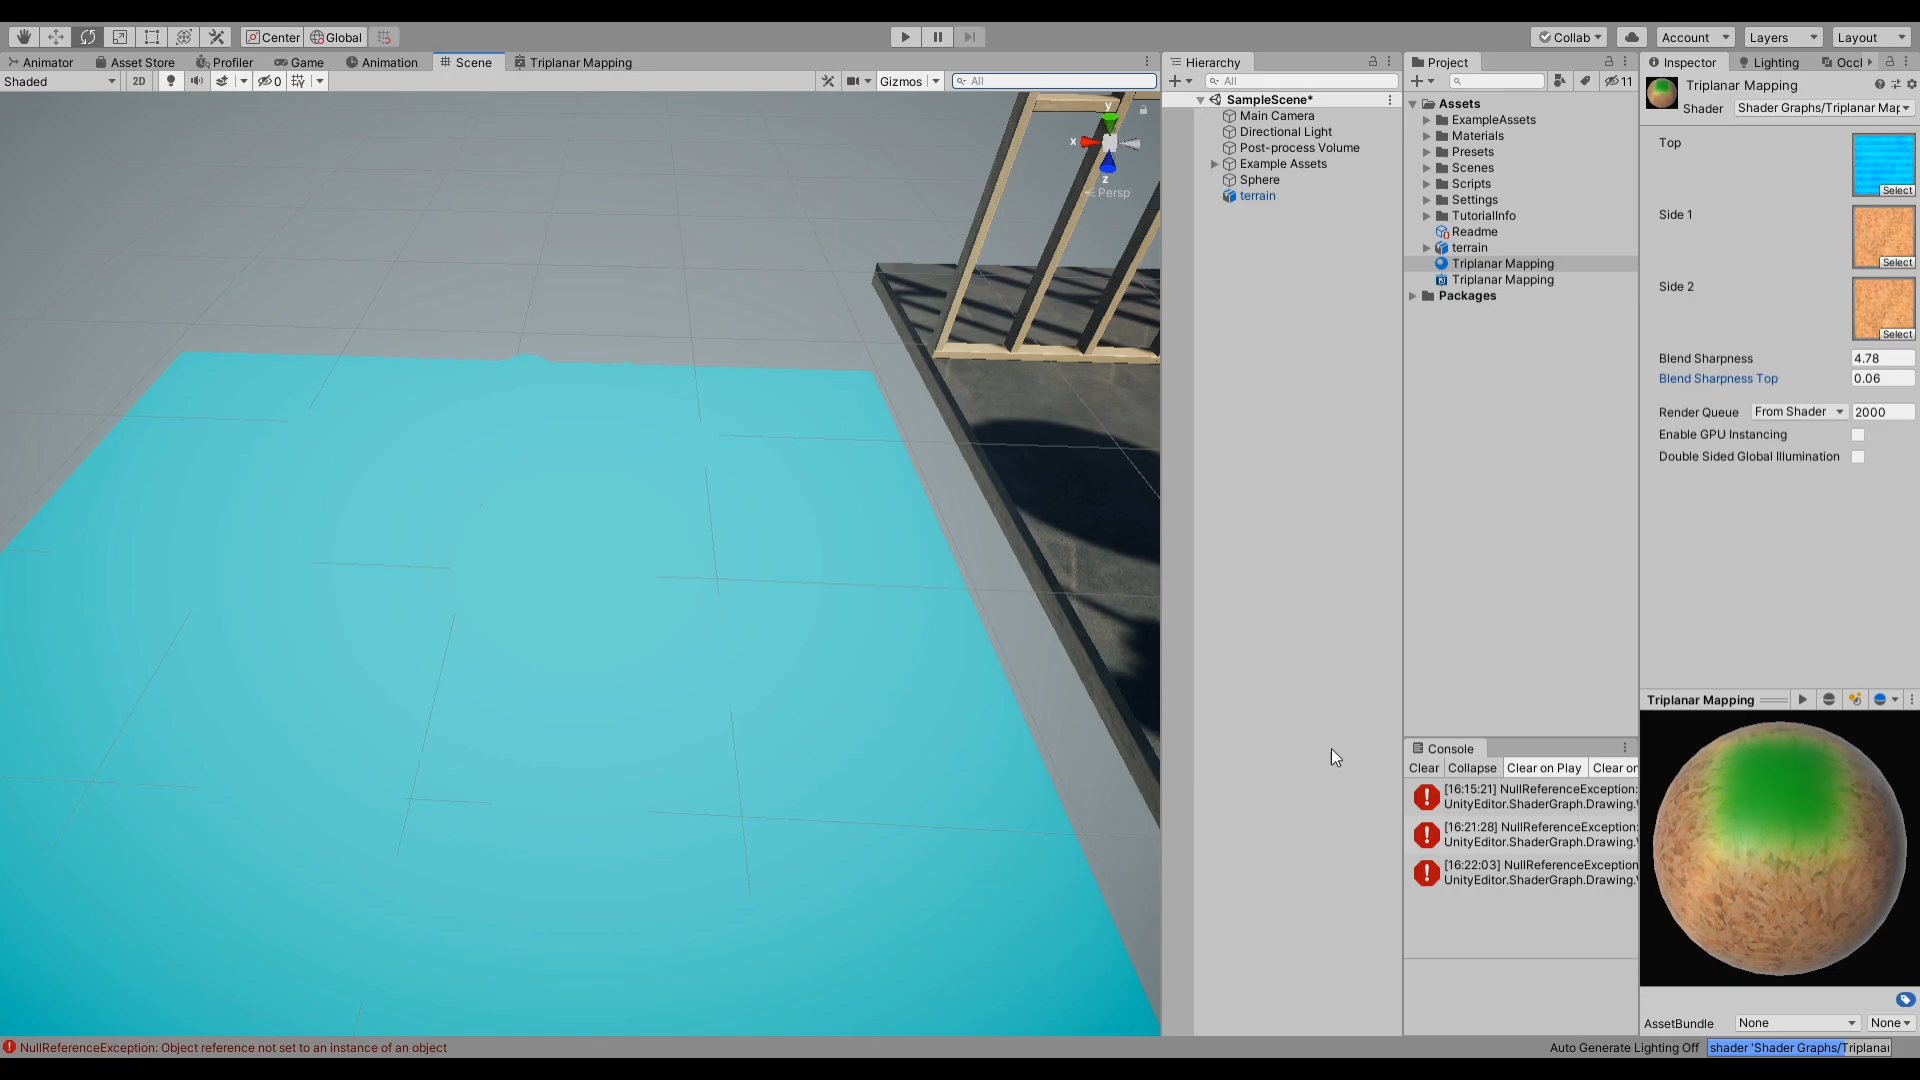 Center
Global
Collab
Account
Layers
Layout
Animator
Asset Store
Profiler
Game
Animation
Scene
Triplanar Mapping
Shaded
2D
0
Gizmos
All
y
x
z
Persp
Hierarchy
All
SampleScene*
Main Camera
Directional Light
Post-process Volume
Example Assets
Sphere
terrain
Project
11
Assets
ExampleAssets
Materials
Presets
Scenes
Scripts
Settings
TutorialInfo
Readme
terrain
Triplanar Mapping
Triplanar Mapping
Packages
Console
Clear
Collapse
Clear on Play
Clear on
[16:15:21] NullReferenceException:
UnityEditor.ShaderGraph.Drawing.
[16:21:28] NullReferenceException:
UnityEditor.ShaderGraph.Drawing.
[16:22:03] NullReferenceException
UnityEditor.ShaderGraph.Drawing.
Inspector
Lighting
Occl
Triplanar Mapping
Shader
Shader Graphs/Triplanar Map
Top
Select
Side 1
Select
Side 2
Select
Blend Sharpness
4.78
Blend Sharpness Top
0.06
Render Queue
From Shader
2000
Enable GPU Instancing
Double Sided Global Illumination
Triplanar Mapping
AssetBundle
None
None
NullReferenceException: Object reference not set to an instance of an object
Auto Generate Lighting Off
shader 'Shader Graphs/Triplanar